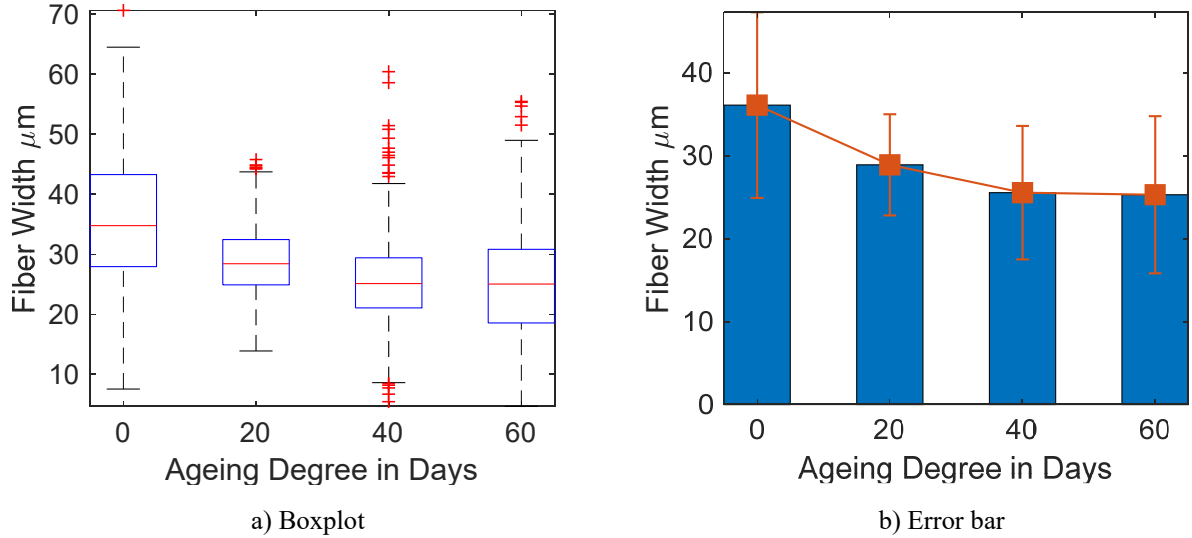 70
60
50
40
30
20
10
Fiber Width μm
0 20 40 60
Ageing Degree in Days
a) Boxplot
40
30
20
10
0
Fiber Width μm
0 20 40 60
Ageing Degree in Days
b) Error bar